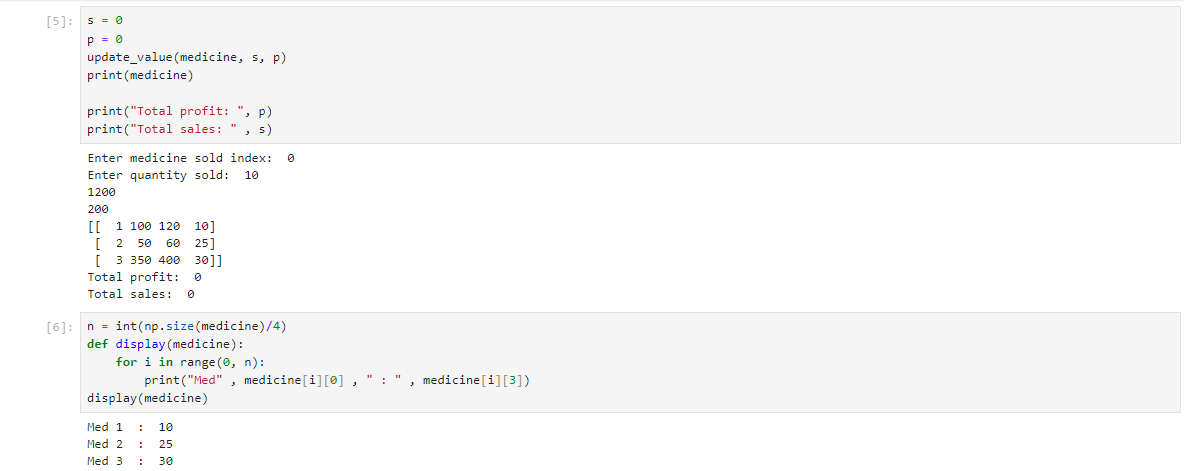 [5]: s = 0
p = 0
update_value(medicine, s, p)
print(medicine)
print("Total profit: ", p)
print("Total sales: " , s)
Enter medicine sold index:  0
Enter quantity sold:  10
1200
200
[[  1 100 120  10]
 [  2  50  60  25]
 [  3 350 400  30]]
Total profit:  0
Total sales:  0
[6]: n = int(np.size(medicine)/4)
def display(medicine):
    for i in range(0, n):
        print("Med" , medicine[i][0] , " : " , medicine[i][3])
display(medicine)
Med 1  :  10
Med 2  :  25
Med 3  :  30